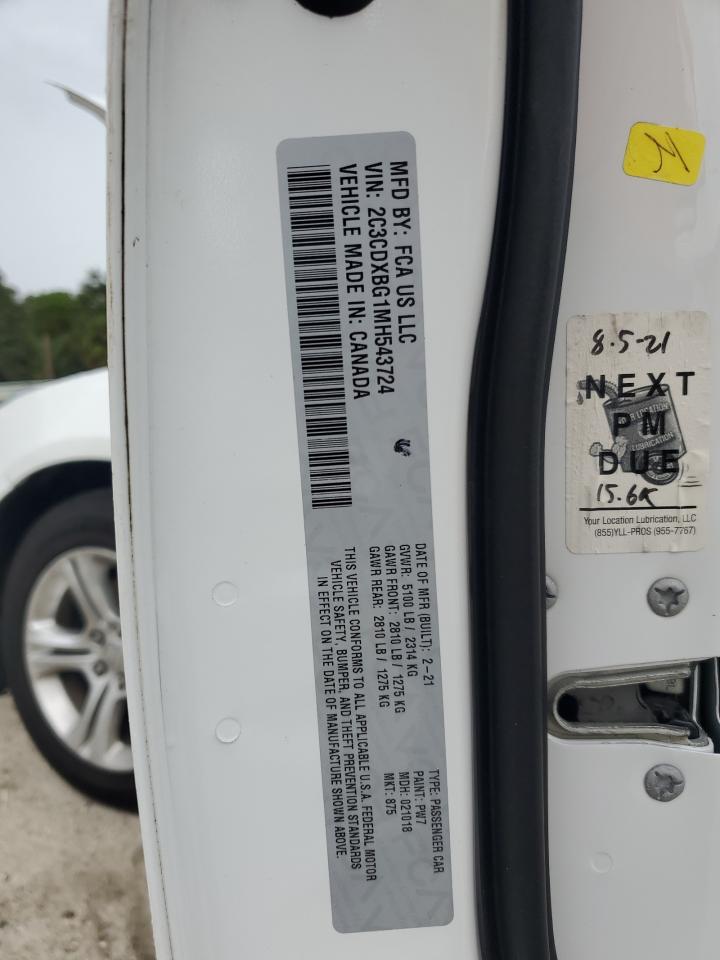 MFD BY: FCA US LLC
VIN: 2C3CDXBG1MH543724
VEHICLE MADE IN: CANADA
DATE OF MFR (BUILT): 2-21
GVWR: 5100 LB / 2314 KG
GAWR FRONT: 2810 LB / 1275 KG
GAWR REAR: 2810 LB / 1275 KG
THIS VEHICLE CONFORMS TO ALL APPLICABLE U.S.A. FEDERAL MOTOR
VEHICLE SAFETY, BUMPER, AND THEFT PREVENTION STANDARDS
IN EFFECT ON THE DATE OF MANUFACTURE SHOWN ABOVE.
TYPE: PASSENGER CAR
PAINT: PW7
MDH: 021018
MKT: 875
8-5-21
NEXT
PM
DUE
LOCATION
LUBRICATION
15.6K
Your Location Lubrication, LLC
(855)YLL-PROS (955-7767)